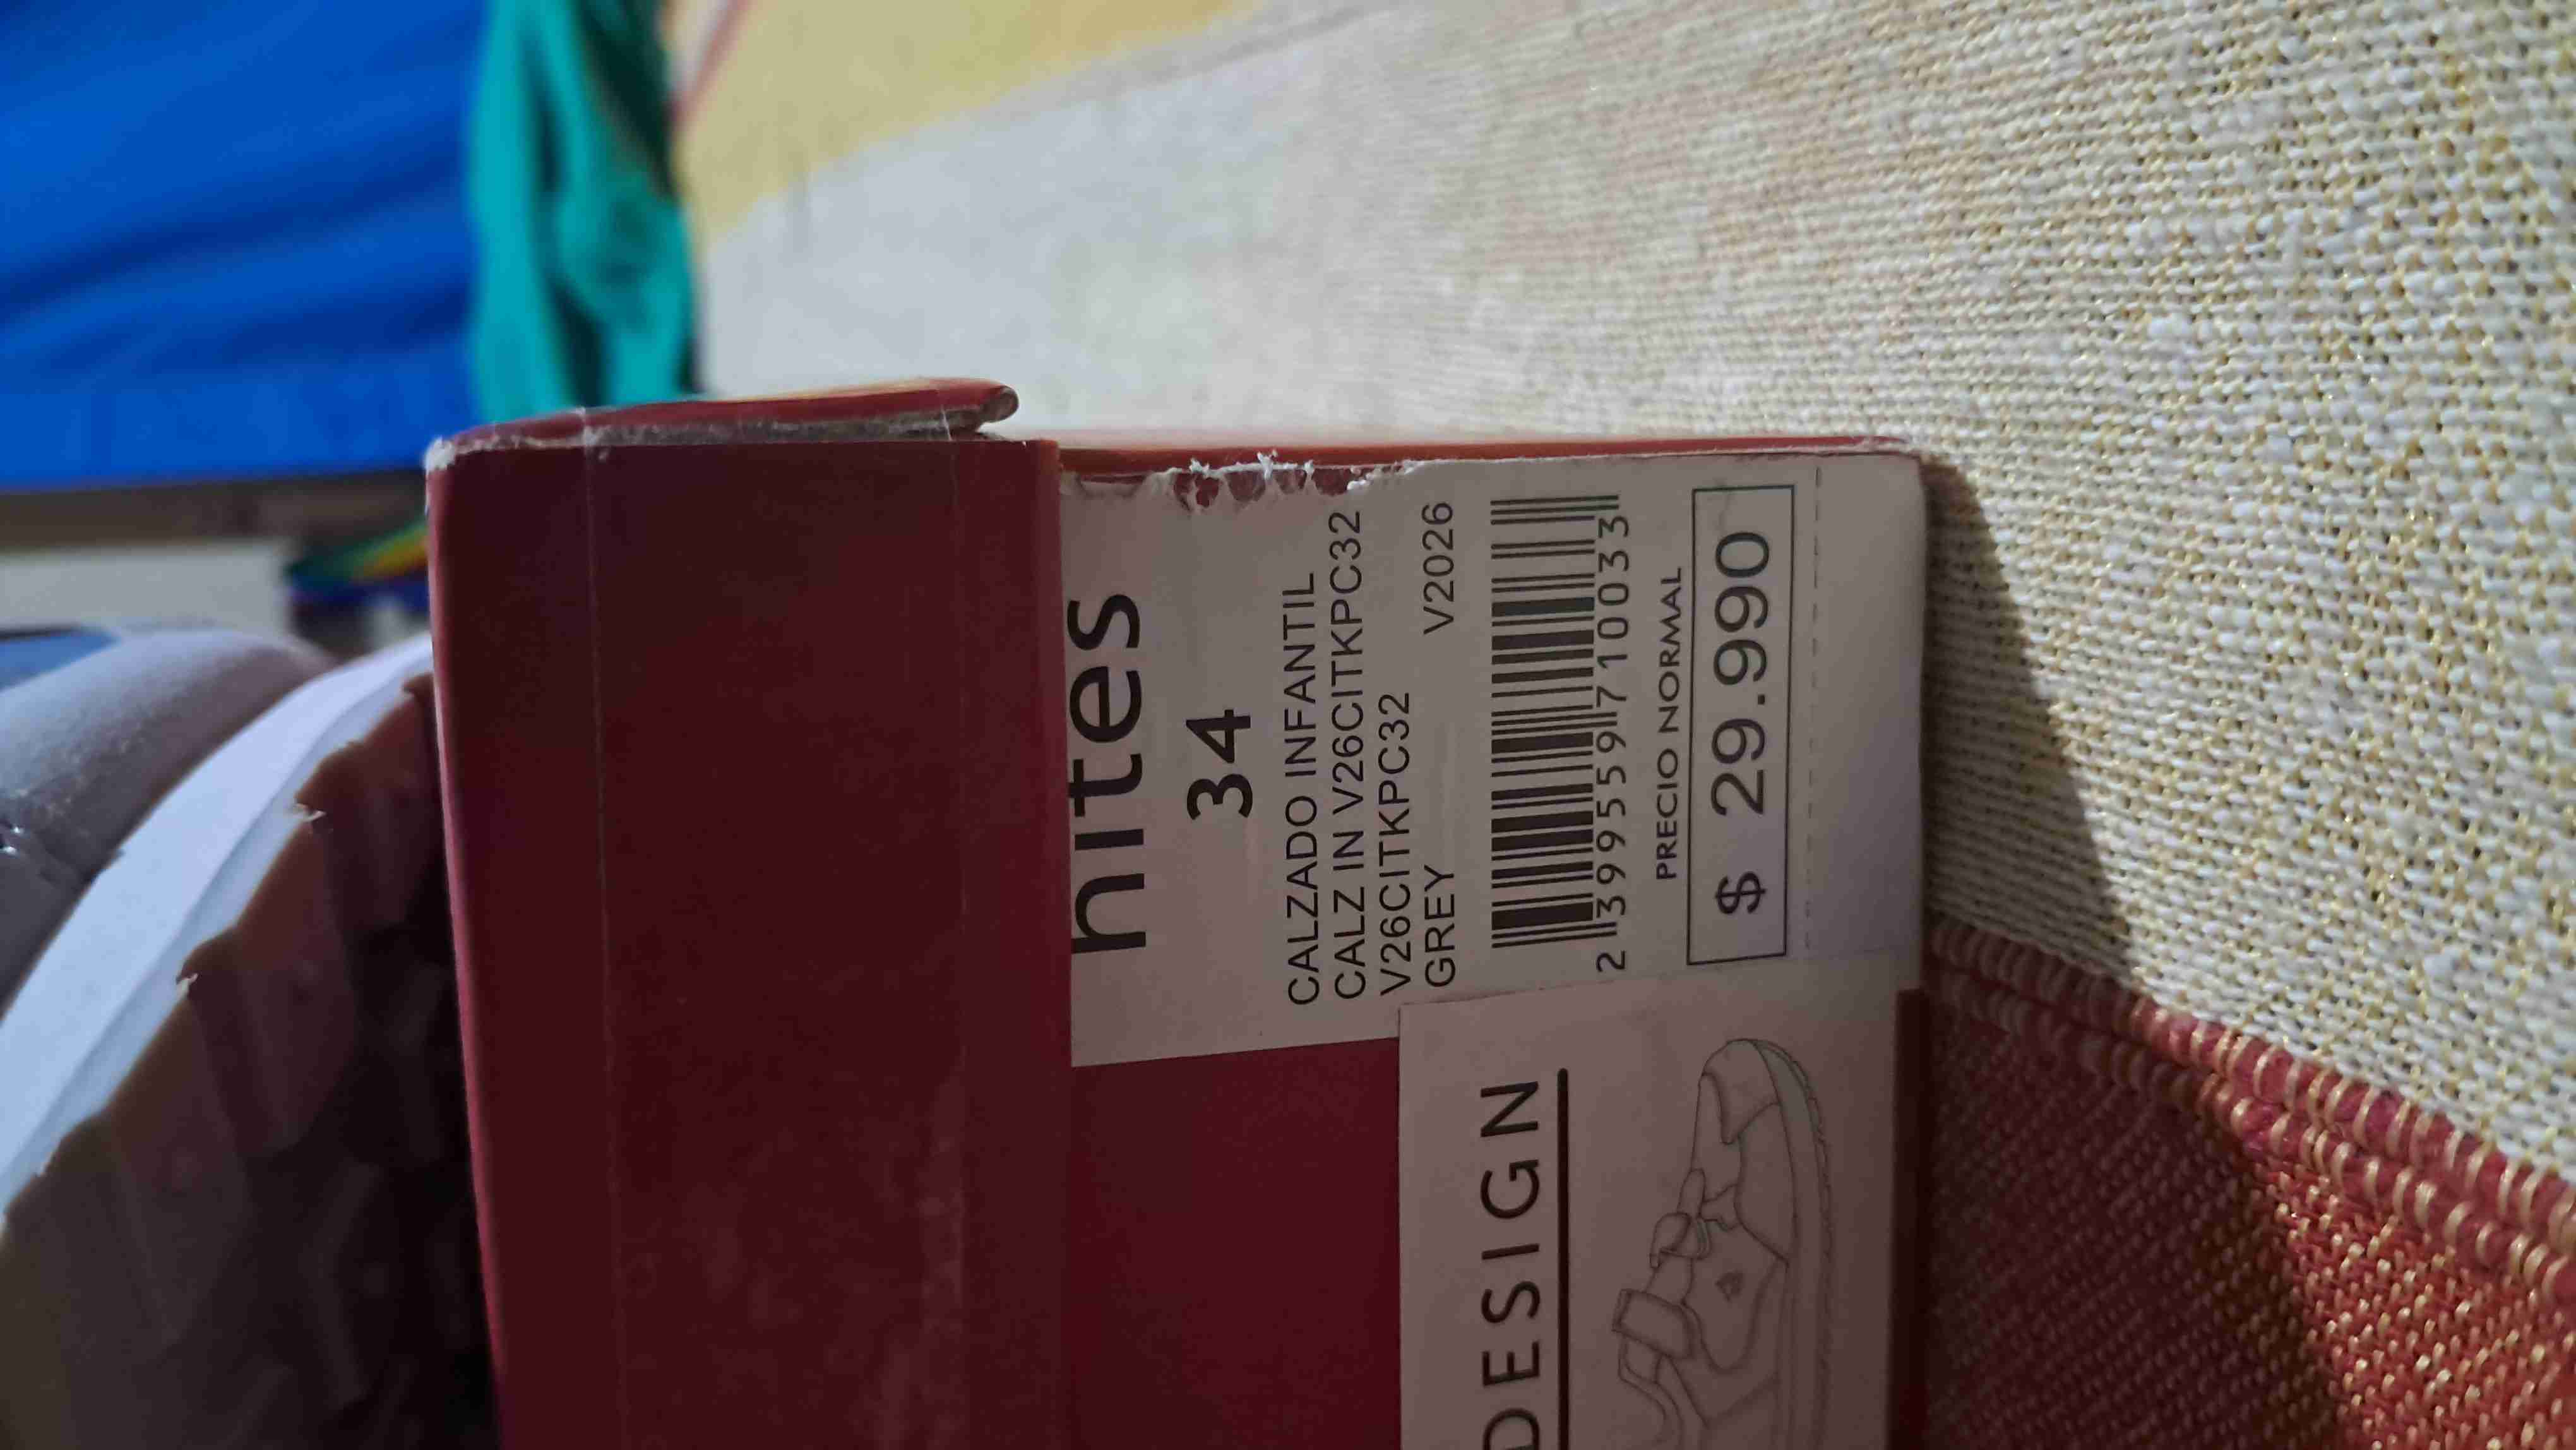 hites
34
CALZADO INFANTIL
CALZ IN V26CITKPC32
V26CITKPC32
GREY V2026
2 399559 710033
PRECIO NORMAL
$ 29.990
DESIGN